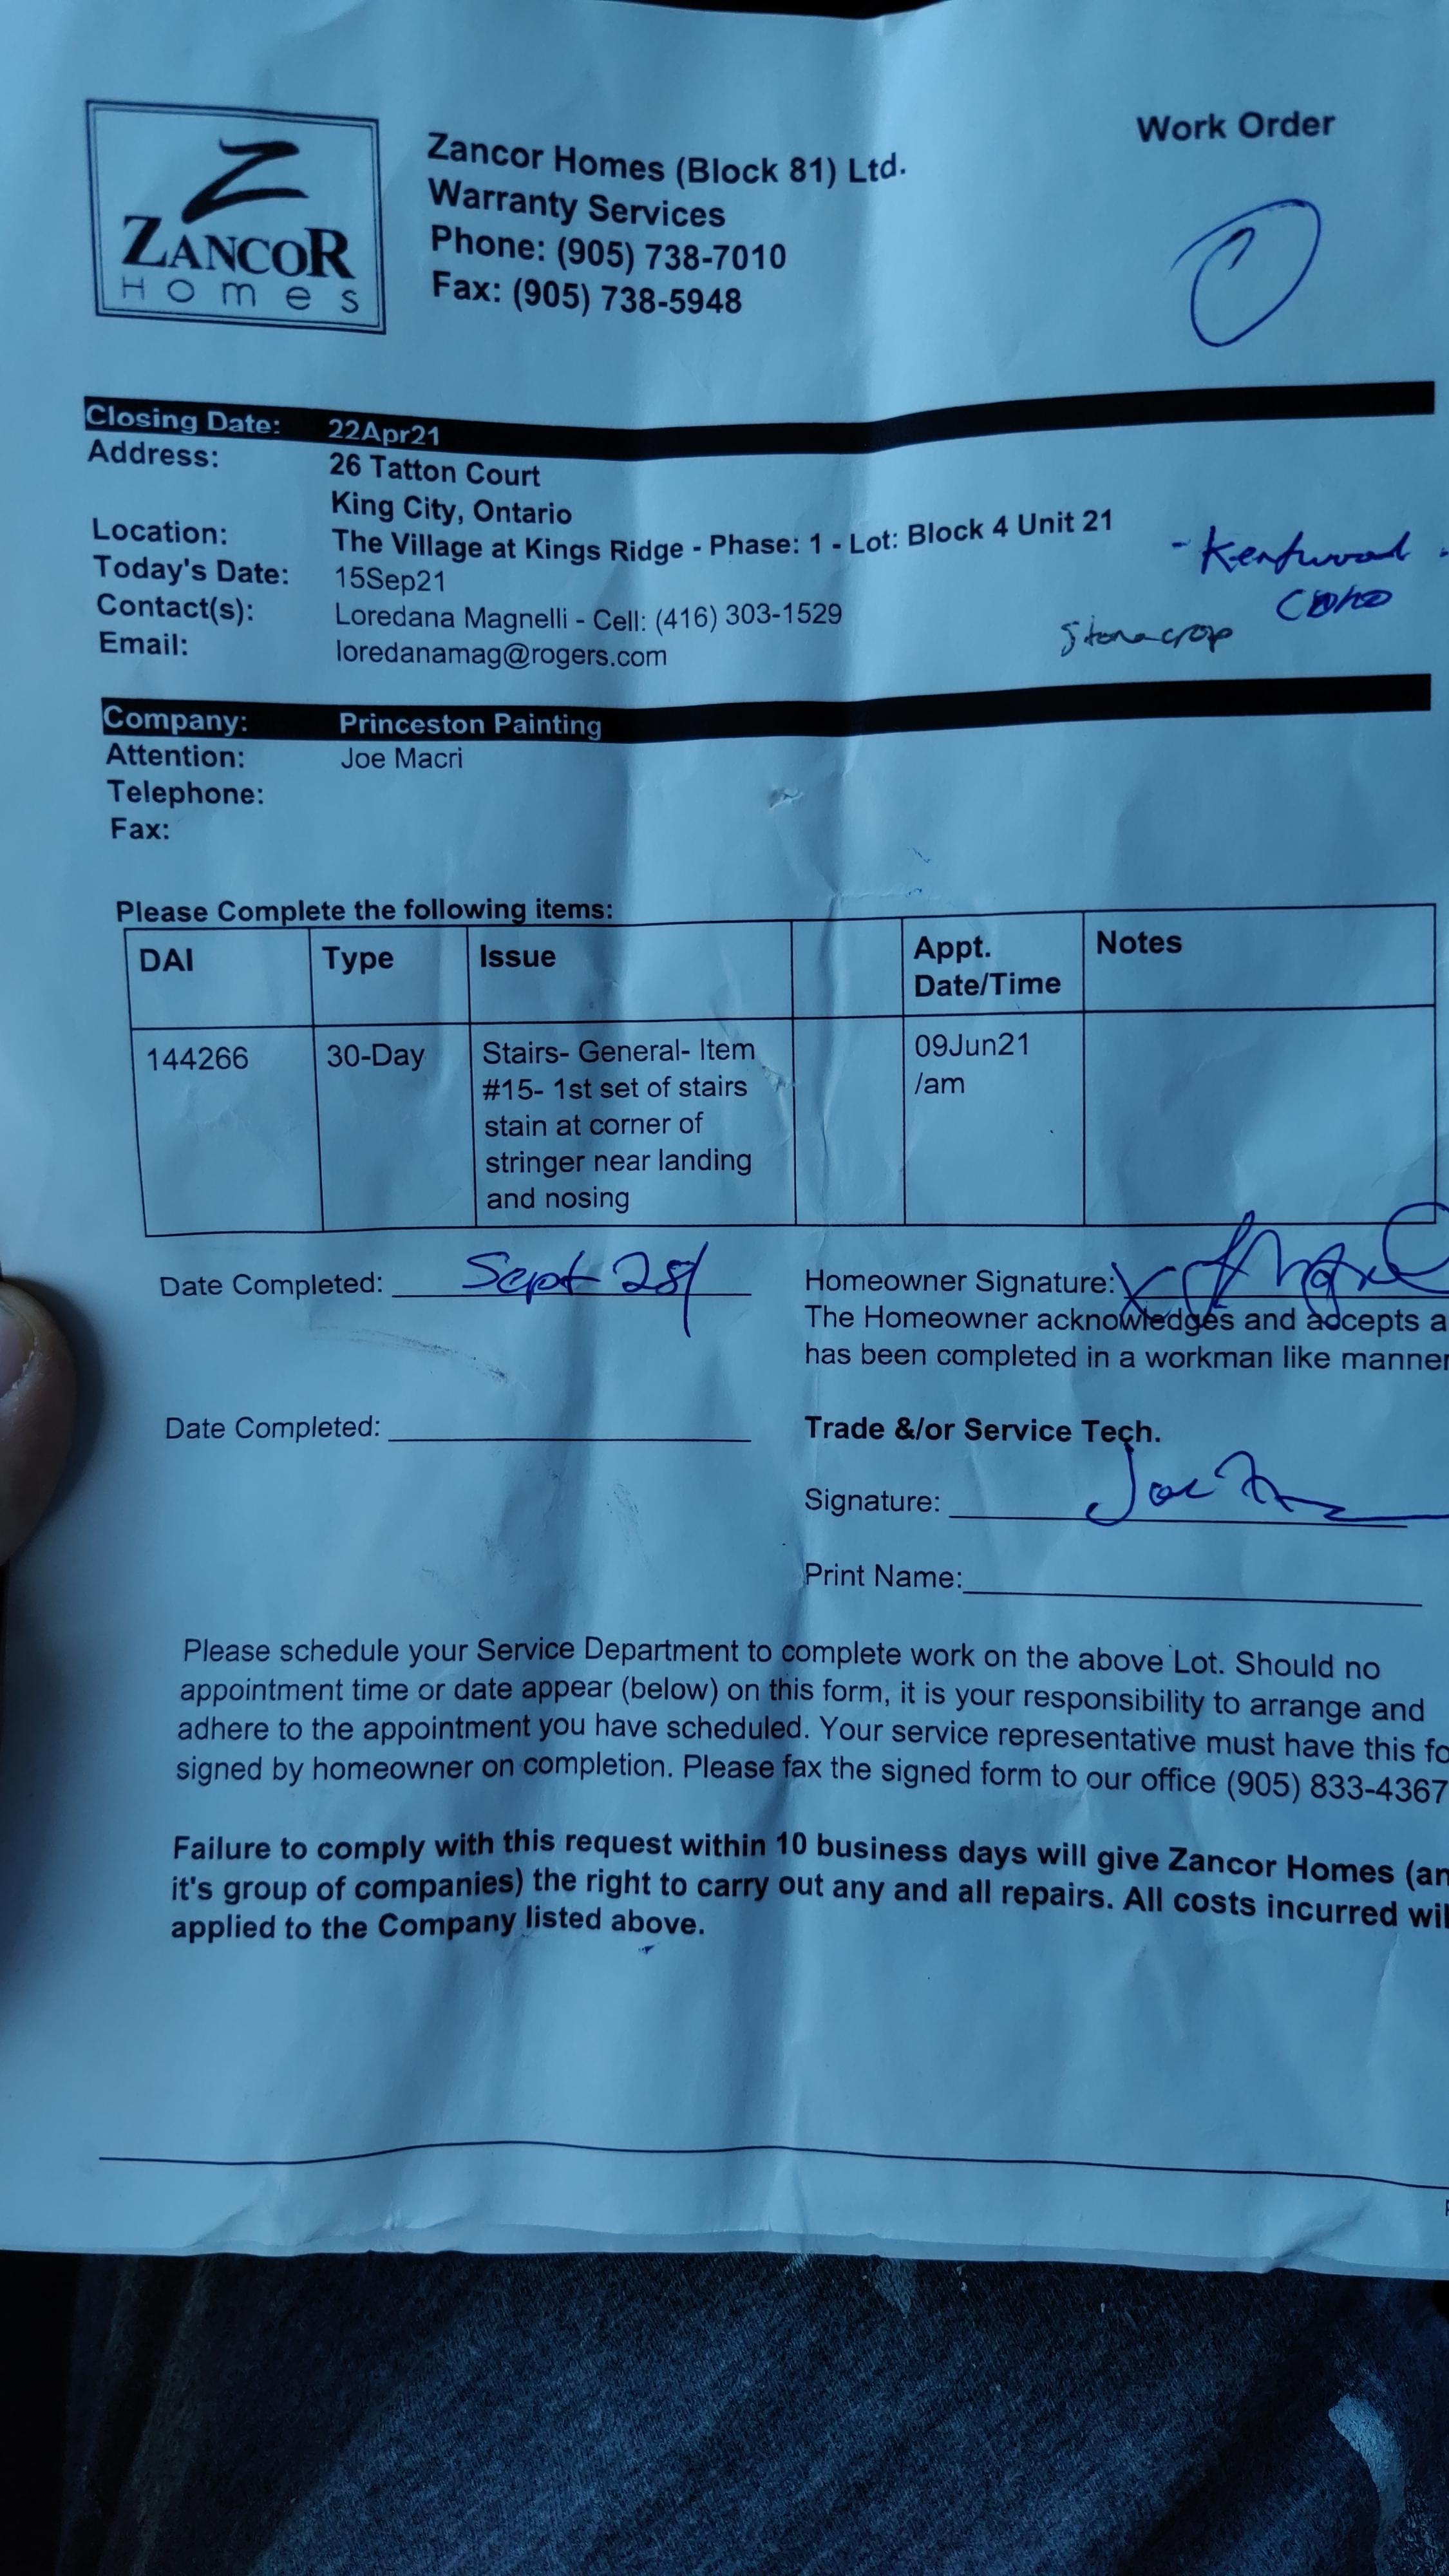 Work Order
Z
ZANCOR
Homes
Zancor Homes (Block 81) Ltd.
Warranty Services
Phone: (905) 738-7010
Fax: (905) 738-5948
Closing Date: 22Apr21
Address: 26 Tatton Court
King City, Ontario
Location: The Village at Kings Ridge - Phase: 1 - Lot: Block 4 Unit 21
Today's Date: 15Sep21
Contact(s): Loredana Magnelli - Cell: (416) 303-1529
Email: loredanamag@rogers.com
- Kentwood
stonecrop
Company: Princeston Painting
Attention: Joe Macri
Telephone:
Fax:
Please Complete the following items:
DAI Type Issue Appt. Date/Time Notes
144266 30-Day Stairs- General- Item 09Jun21
#15- 1st set of stairs /am
stain at corner of
stringer near landing
and nosing
Date Completed: Sept 28 Homeowner Signature:
The Homeowner acknowledges and accepts a
has been completed in a workman like manner
Date Completed: Trade &/or Service Tech.
Signature: Joe
Print Name:
Please schedule your Service Department to complete work on the above Lot. Should no
appointment time or date appear (below) on this form, it is your responsibility to arrange and
adhere to the appointment you have scheduled. Your service representative must have this fo
signed by homeowner on completion. Please fax the signed form to our office (905) 833-4367
Failure to comply with this request within 10 business days will give Zancor Homes (an
it's group of companies) the right to carry out any and all repairs. All costs incurred wil
applied to the Company listed above.